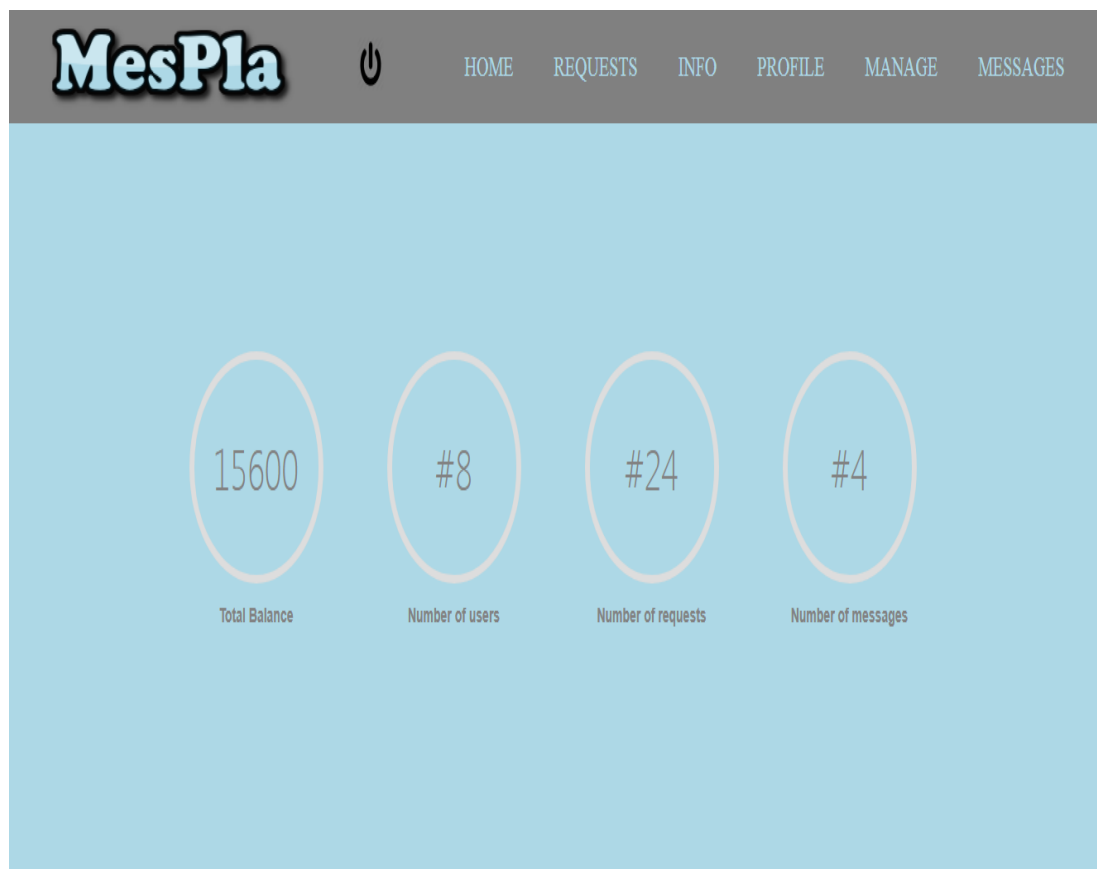 MesPla
HOME REQUESTS INFO PROFILE MANAGE MESSAGES
15600 #8 #24 #4
Total Balance Number of users Number of requests Number of messages